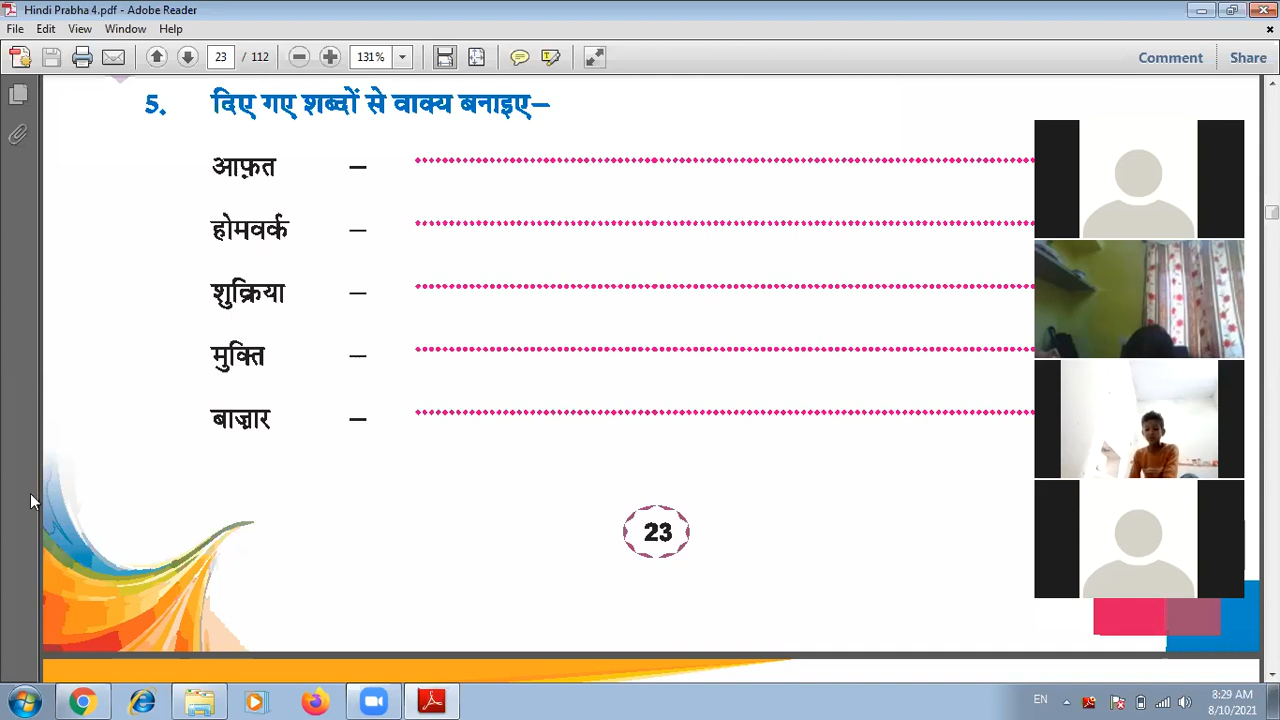 Hindi Prabha 4.pdf - Adobe Reader
File Edit View Window Help
23 / 112 131% Comment Share
5. दिए गए शब्दों से वाक्य बनाइए–
आफ़त –
होमवर्क –
शुक्रिया –
मुक्ति –
बाज़ार –
23
EN 8:29 AM
8/10/2021